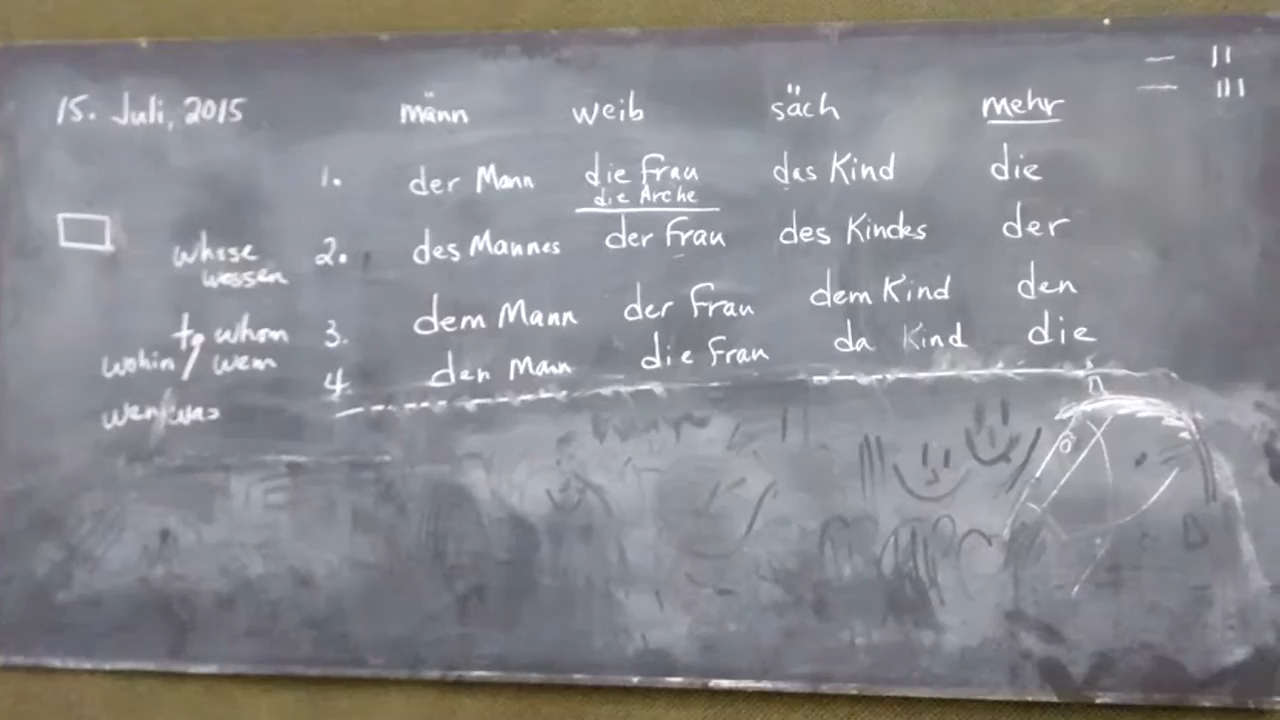 15. Juli, 2015 männ weib säch mehr
1. der Mann die Frau das Kind die
die Arche
whose 2. des Mannes der Frau des Kindes der
wessen
to whom 3. dem Mann der Frau dem Kind den
wohin / wem
4. den Mann die Frau da Kind die
wen/was